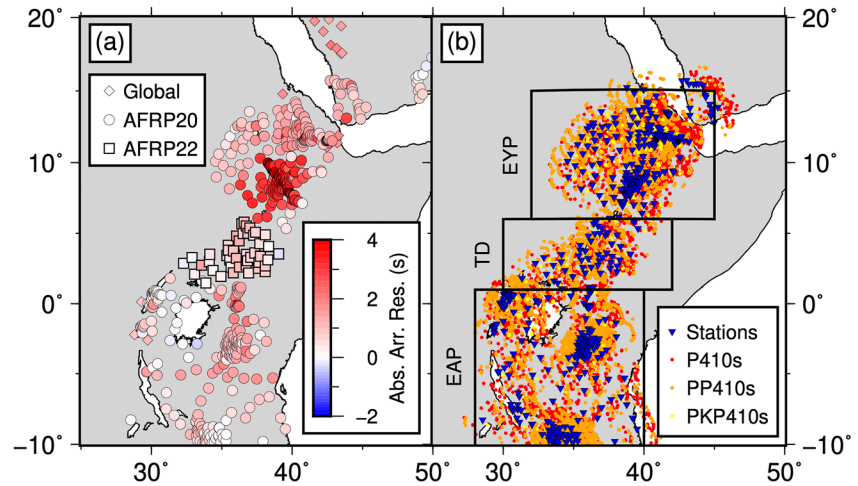 (a)
Global
AFRP20
AFRP22
4
2
0
−2
Abs. Arr. Res. (s)
20˚
10˚
0˚
−10˚
30˚
40˚
50˚
(b)
EYP
TD
EAP
Stations
P410s
PP410s
PKP410s
20˚
10˚
0˚
−10˚
30˚
40˚
50˚